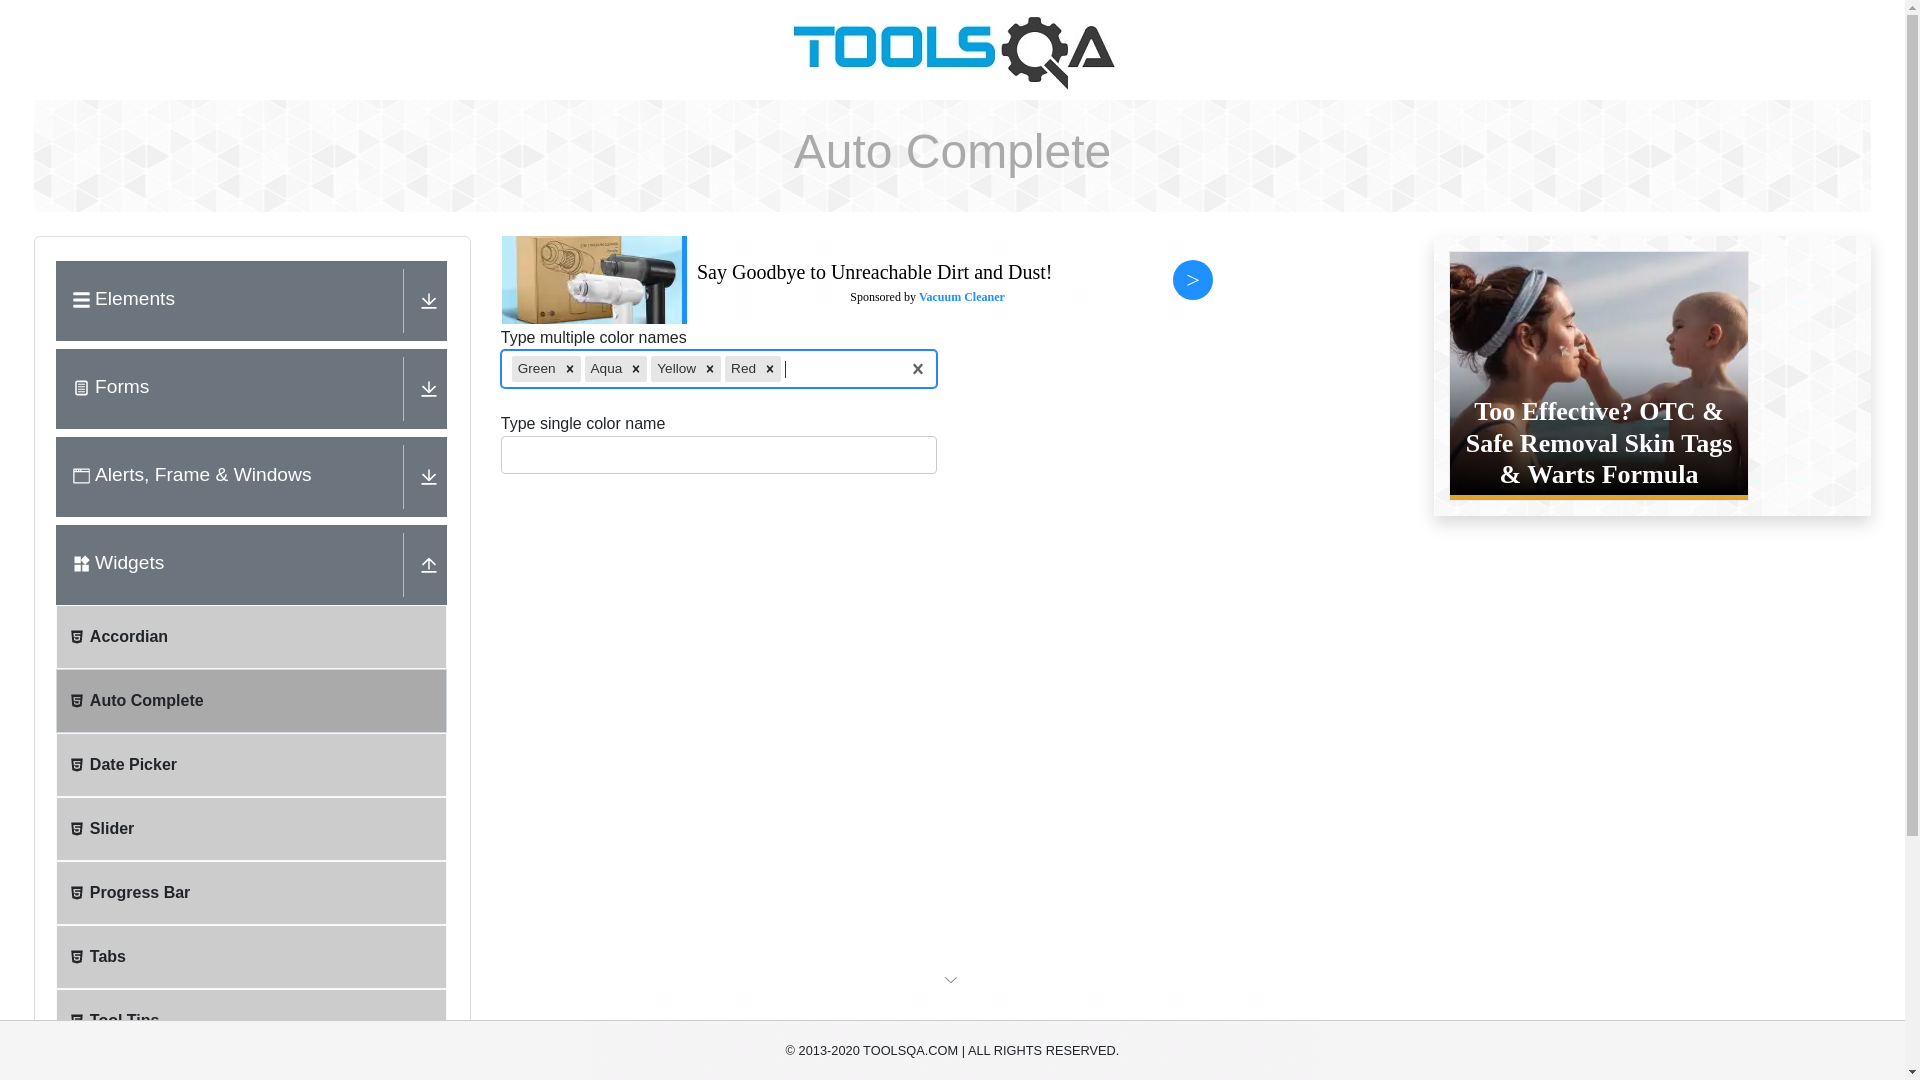 TOOLSQA
Auto Complete
Elements
Forms
Alerts, Frame & Windows
Widgets
Accordian
Auto Complete
Date Picker
Slider
Progress Bar
Tabs
Tool Tips
Say Goodbye to Unreachable Dirt and Dust!
Sponsored by Vacuum Cleaner
>
Type multiple color names
Green Aqua Yellow Red
Type single color name
Too Effective? OTC &
Safe Removal Skin Tags
& Warts Formula
© 2013-2020 TOOLSQA.COM | ALL RIGHTS RESERVED.